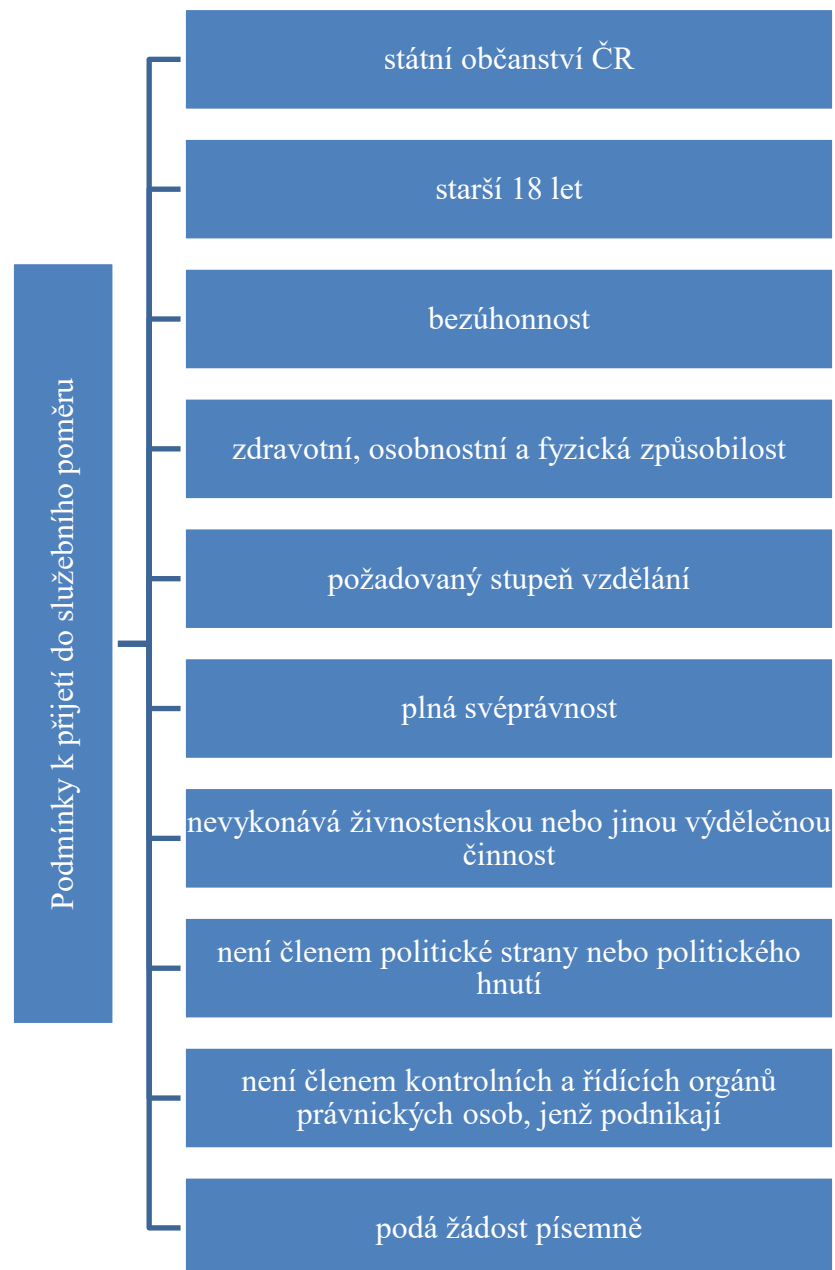 Podmínky k přijetí do služebního poměru
státní občanství ČR
starší 18 let
bezúhonnost
zdravotní, osobnostní a fyzická způsobilost
požadovaný stupeň vzdělání
plná svéprávnost
nevykonává živnostenskou nebo jinou výdělečnou
činnost
není členem politické strany nebo politického
hnutí
není členem kontrolních a řídících orgánů
právnických osob, jenž podnikají
podá žádost písemně